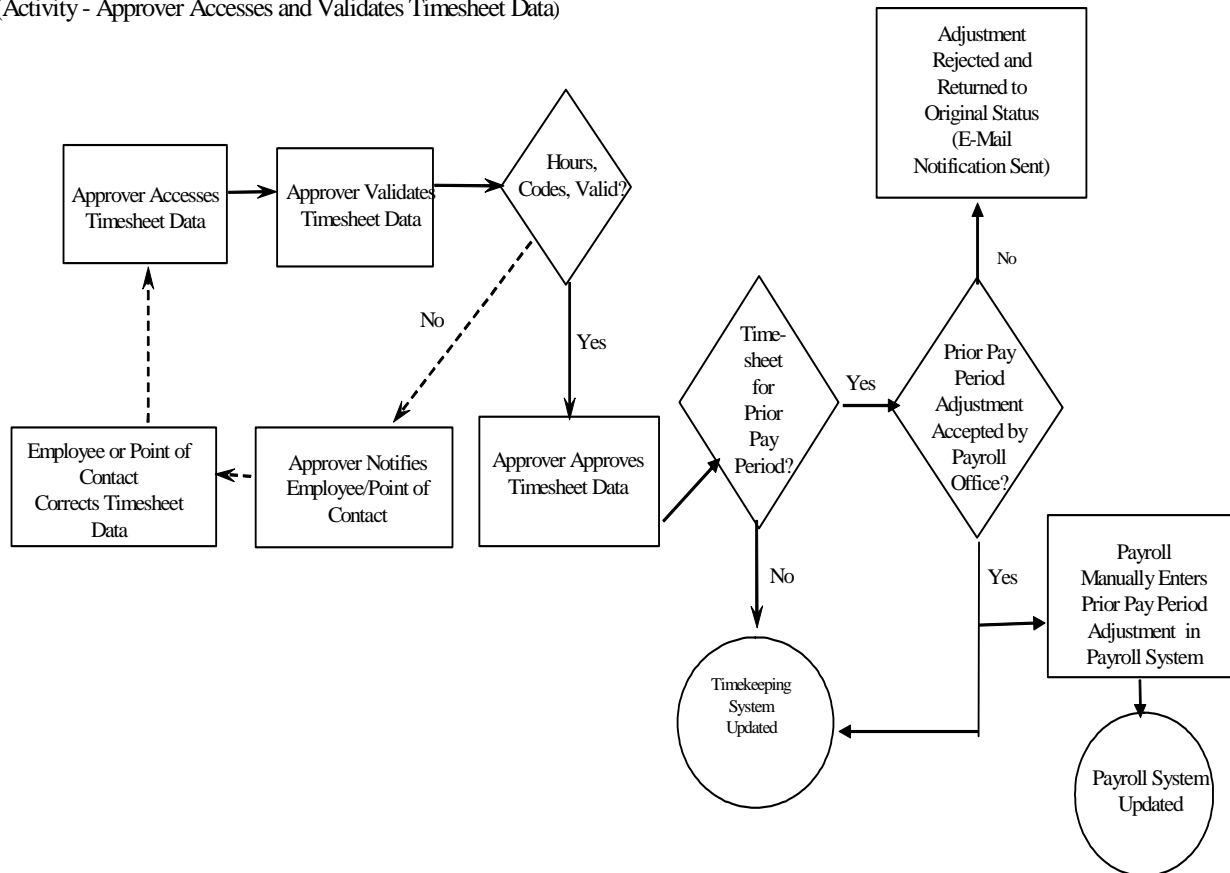 (Activity - Approver Accesses and Validates Timesheet Data)
Adjustment
Rejected and
Returned to
Original Status
(E-Mail
Notification Sent)
Approver Accesses
Timesheet Data
Approver Validates
Timesheet Data
Hours,
Codes, Valid?
No
Yes
No
Employee or Point of
Contact
Corrects Timesheet
Data
Approver Notifies
Employee/Point of
Contact
Approver Approves
Timesheet Data
Time-
sheet
for
Prior
Pay
Period?
Yes
Prior Pay
Period
Adjustment
Accepted by
Payroll
Office?
No
Yes
Payroll
Manually Enters
Prior Pay Period
Adjustment in
Payroll System
Timekeeping
System
Updated
Payroll System
Updated